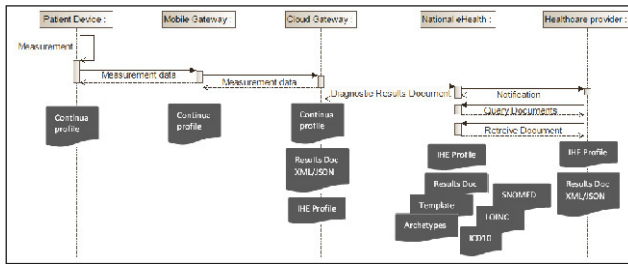 Patient Device :
Mobile Gateway :
Cloud Gateway :
National eHealth :
Healthcare provider :
Measurement
Measurement data
Measurement data
Diagnostic Results Document
Notification
Query Documents
Retreive Document
Continua
profile
Continua
profile
Continua
profile
Results Doc
XML/JSON
IHE Profile
IHE Profile
Results Doc
Template
Archetypes
SNOMED
LOINC
ICD10
IHE Profile
Results Doc
XML/JSON